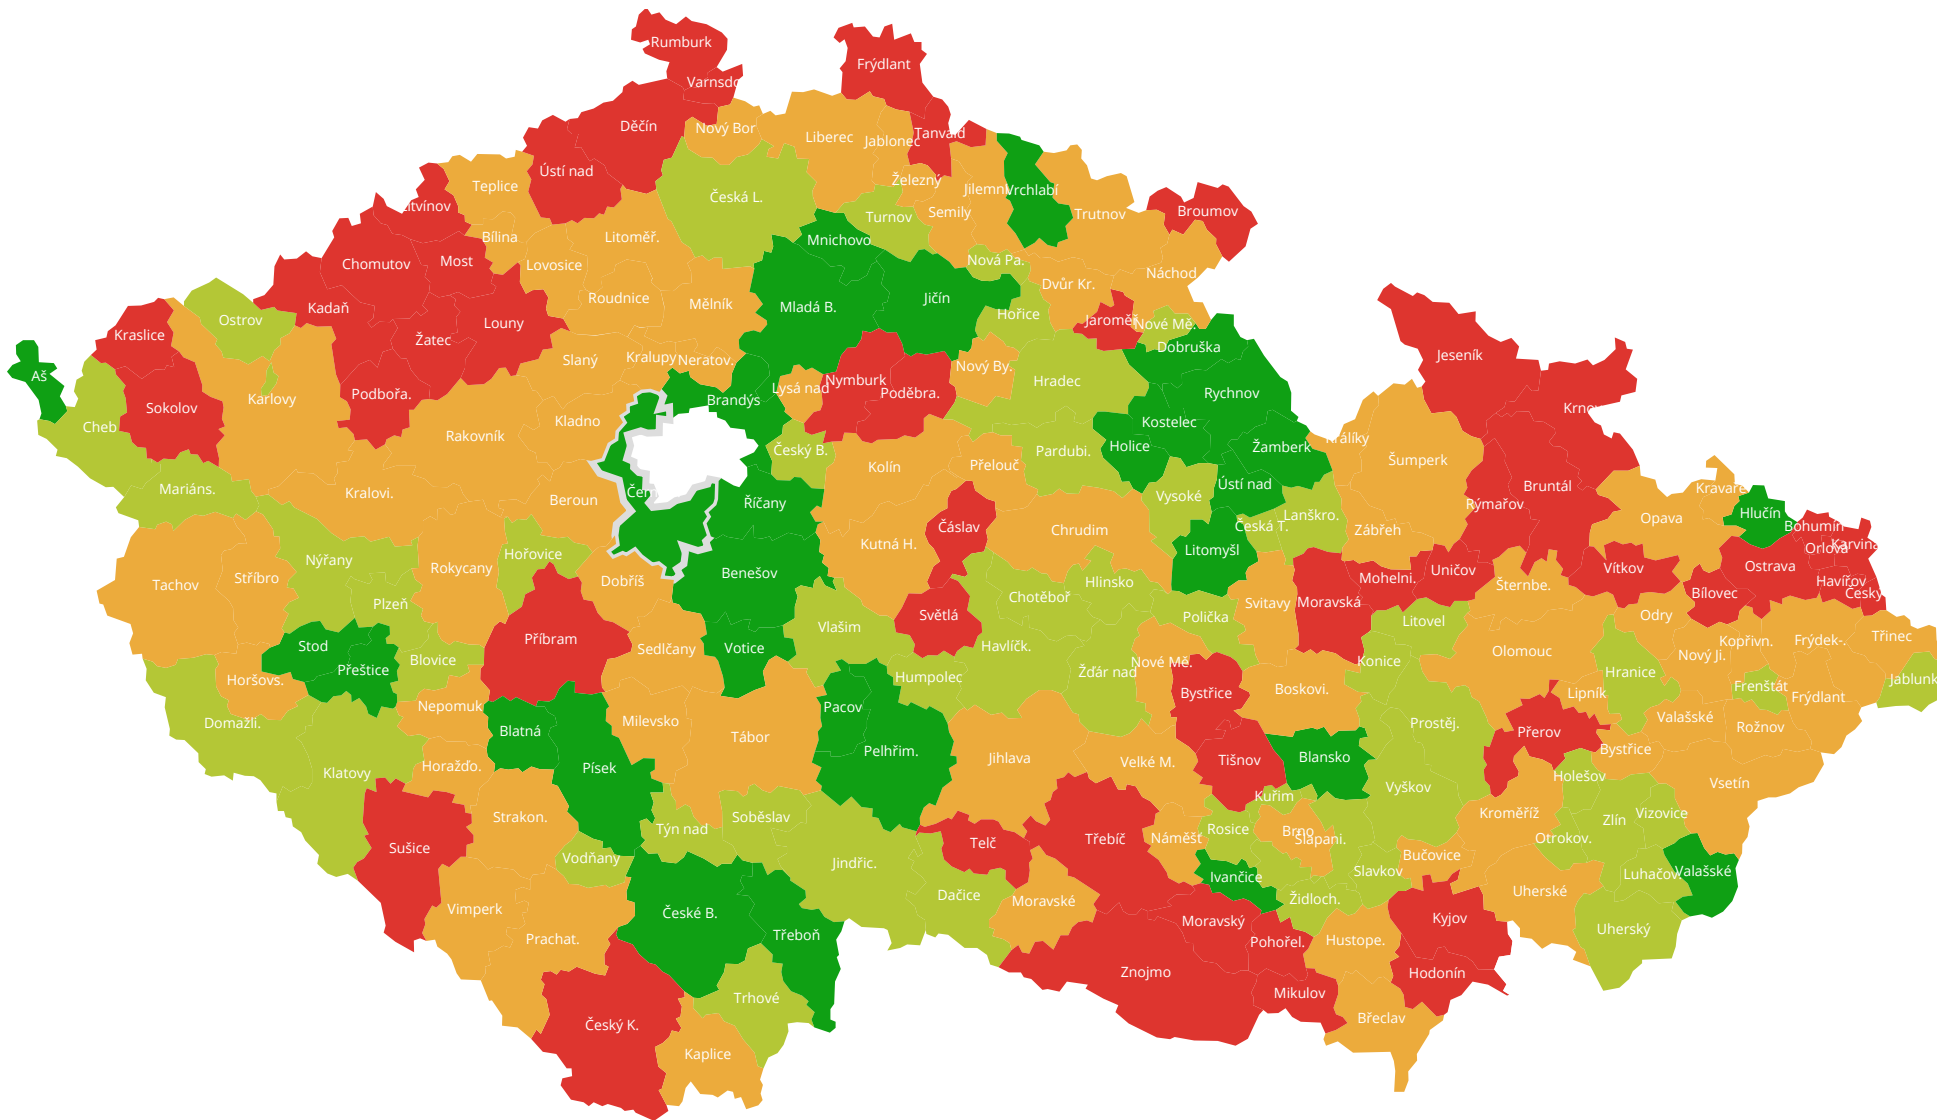 Rumburk
Frýdlant
Varnsdo
Děčín
Nový Bor
Liberec
Jablonec
Tanvald
Ústí nad
Teplice
Železný
Jilemni
Vrchlabí
Česká L.
Litvínov
Semily
Turnov
Trutnov
Broumov
Bílina
Litoměř.
Mnichovo
Chomutov
Most
Lovosice
Nová Pa.
Náchod
Dvůr Kr.
Roudnice
Mělník
Mladá B.
Jičín
Kadaň
Ostrov
Louny
Hořice
Jaroměř
Nové Mě.
Kraslice
Žatec
Dobruška
Jeseník
Slaný
Kralupy
Neratov.
Nový By.
Aš
Nymburk
Hradec
Lysá nad
Poděbra.
Rychnov
Podbořa.
Karlovy
Brandýs
Sokolov
Krnov
Kladno
Kostelec
Cheb
Rakovník
Králíky
Holice
Žamberk
Český B.
Pardubi.
Šumperk
Kolín
Přelouč
Ústí nad
Bruntál
Mariáns.
Kralovi.
Kravaře
Beroun
Čern
Říčany
Vysoké
Rýmařov
Hlučín
Lanškro.
Opava
Čáslav
Chrudim
Česká T.
Zábřeh
Bohumín
Kutná H.
Karviná
Orlová
Hořovice
Litomyšl
Nýřany
Rokycany
Stříbro
Tachov
Dobříš
Benešov
Hlinsko
Mohelni.
Uničov
Vítkov
Ostrava
Havířov
Chotěboř
Šternbe.
Bílovec
Český
Plzeň
Svitavy
Moravská
Světlá
Polička
Litovel
Odry
Vlašim
Příbram
Kopřivn.
Frýdek-.
Třinec
Stod
Votice
Sedlčany
Havlíčk.
Olomouc
Nový Ji.
Blovice
Přeštice
Žďár nad
Nové Mě.
Konice
Hranice
Horšovs.
Humpolec
Jablunk
Bystřice
Boskovi.
Lipník
Frenštát
Frýdlant
Nepomuk
Pacov
Milevsko
Domažli.
Prostěj.
Valašské
Rožnov
Blatná
Tábor
Přerov
Pelhřim.
Bystřice
Jihlava
Velké M.
Tišnov
Blansko
Horažďo.
Písek
Klatovy
Holešov
Vsetín
Vyškov
Kuřim
Strakon.
Soběslav
Kroměříž
Vizovice
Zlín
Týn nad
Rosice
Brno
Šlapani.
Třebíč
Náměšť
Otrokov.
Telč
Sušice
Bučovice
Vodňany
Jindřic.
Slavkov
Ivančice
Luhačov.
Valašské
Uherské
Dačice
Židloch.
Moravské
Vimperk
České B.
Kyjov
Moravský
Uherský
Třeboň
Prachat.
Hustope.
Pohořel.
Znojmo
Hodonín
Mikulov
Trhové
Břeclav
Český K.
Kaplice